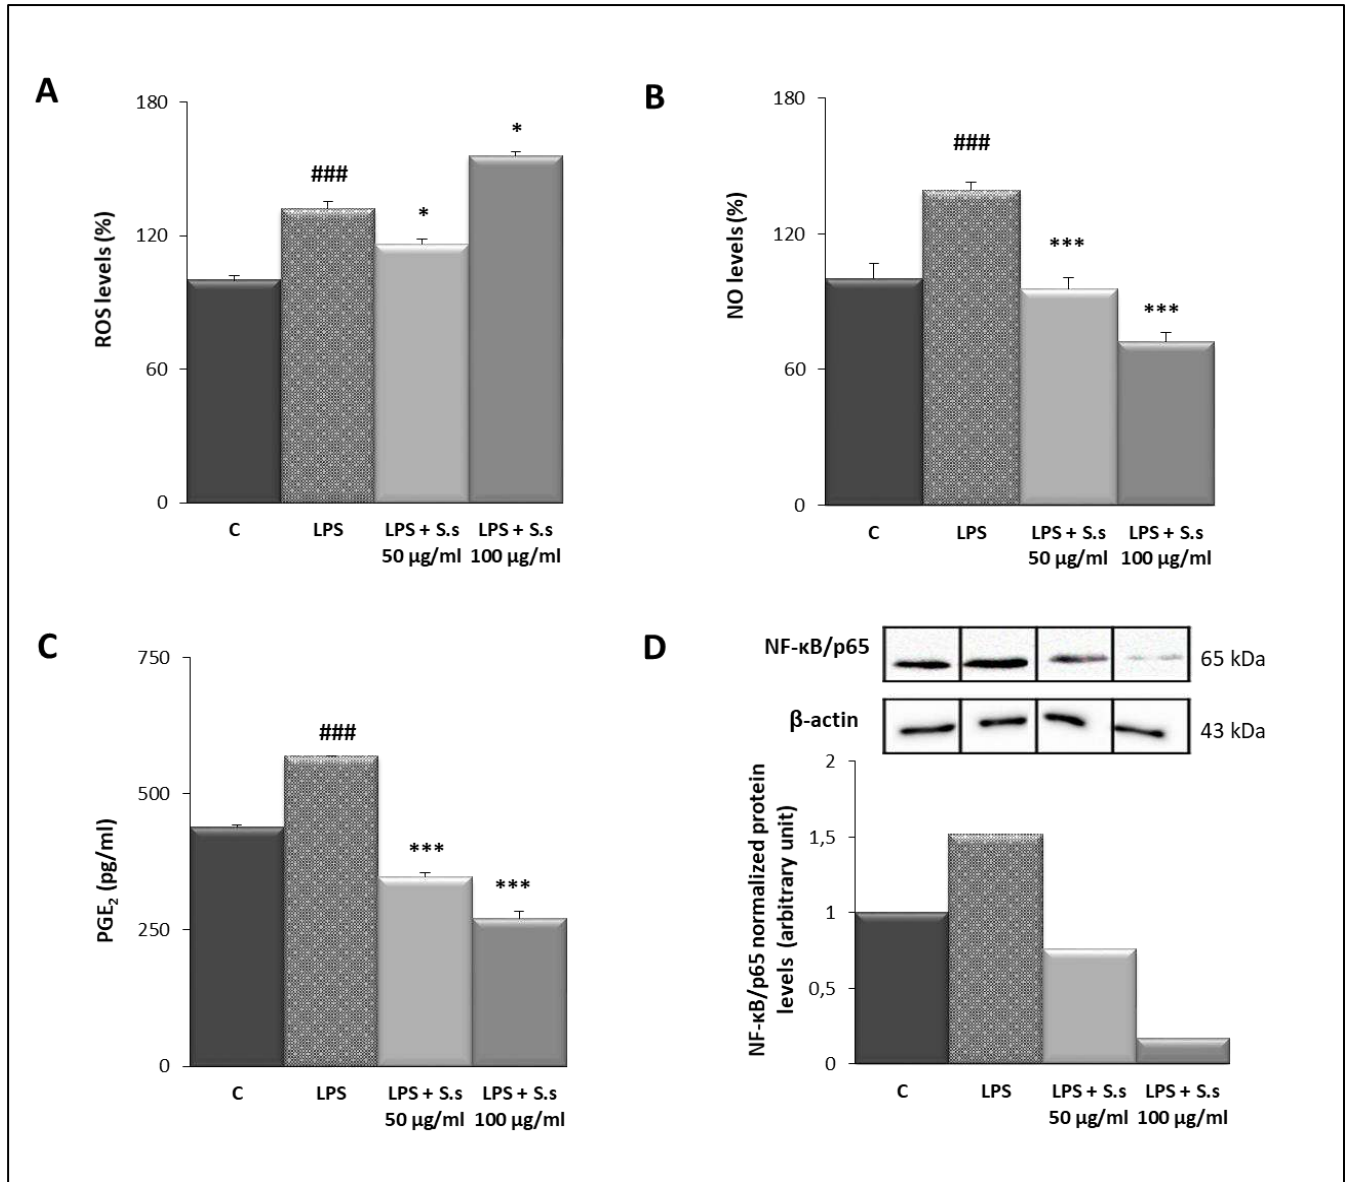 A
180
120
60
0
ROS levels (%)
###
*
*
C
LPS
LPS + S.s
50 µg/ml
LPS + S.s
100 µg/ml
B
180
120
60
0
NO levels (%)
###
***
***
C
LPS
LPS + S.s
50 µg/ml
LPS + S.s
100 µg/ml
C
750
500
250
0
PGE₂ (pg/ml)
###
***
***
C
LPS
LPS + S.s
50 µg/ml
LPS + S.s
100 µg/ml
D
NF-κB/p65
65 kDa
β-actin
43 kDa
2
1,5
1
0,5
0
NF-κB/p65 normalized protein
levels (arbitrary unit)
C
LPS
LPS + S.s
50 µg/ml
LPS + S.s
100 µg/ml